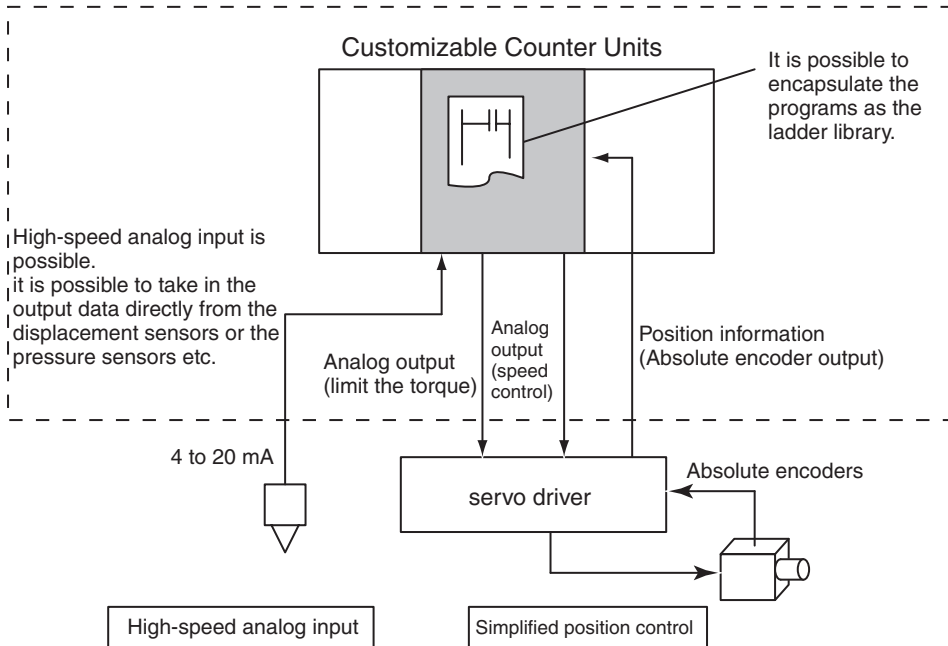 Customizable Counter Units
It is possible to
encapsulate the
programs as the
ladder library.
High-speed analog input is
possible.
it is possible to take in the
output data directly from the
displacement sensors or the
pressure sensors etc.
Analog output
(limit the torque)
Analog
output
(speed
control)
Position information
(Absolute encoder output)
4 to 20 mA
servo driver
Absolute encoders
High-speed analog input
Simplified position control